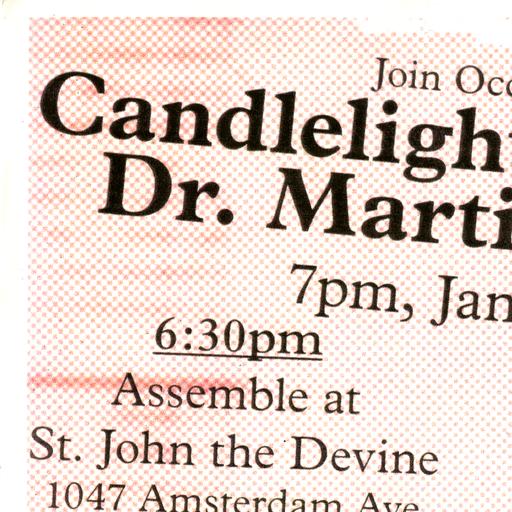 Join Occ
Candleligh
Dr. Marti
7pm, Jan
6:30pm
Assemble at
St. John the Devine
1047 Amsterdam Ave